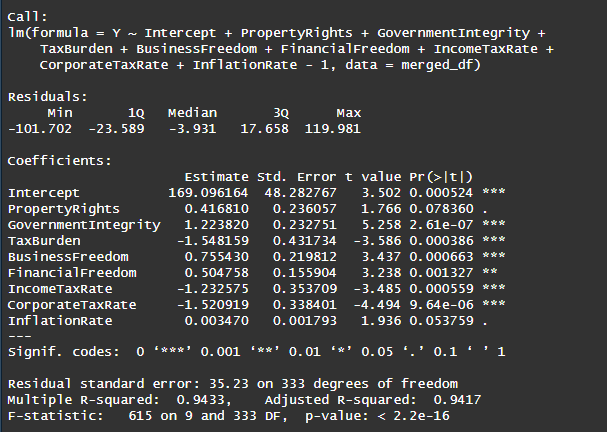 Call:
lm(formula = Y ~ Intercept + PropertyRights + GovernmentIntegrity +
    TaxBurden + BusinessFreedom + FinancialFreedom + IncomeTaxRate +
    CorporateTaxRate + InflationRate - 1, data = merged_df)

Residuals:
     Min       1Q   Median       3Q      Max
-101.702  -23.589   -3.931   17.658  119.981

Coefficients:
                      Estimate Std. Error t value Pr(>|t|)
Intercept           169.096164  48.282767   3.502 0.000524 ***
PropertyRights        0.416810   0.236057   1.766 0.078360 .
GovernmentIntegrity   1.223820   0.232751   5.258 2.61e-07 ***
TaxBurden            -1.548159   0.431734  -3.586 0.000386 ***
BusinessFreedom       0.755430   0.219812   3.437 0.000663 ***
FinancialFreedom      0.504758   0.155904   3.238 0.001327 **
IncomeTaxRate        -1.232575   0.353709  -3.485 0.000559 ***
CorporateTaxRate     -1.520919   0.338401  -4.494 9.64e-06 ***
InflationRate         0.003470   0.001793   1.936 0.053759 .
---
Signif. codes:  0 ‘***’ 0.001 ‘**’ 0.01 ‘*’ 0.05 ‘.’ 0.1 ‘ ’ 1

Residual standard error: 35.23 on 333 degrees of freedom
Multiple R-squared:  0.9433,    Adjusted R-squared:  0.9417
F-statistic:   615 on 9 and 333 DF,  p-value: < 2.2e-16